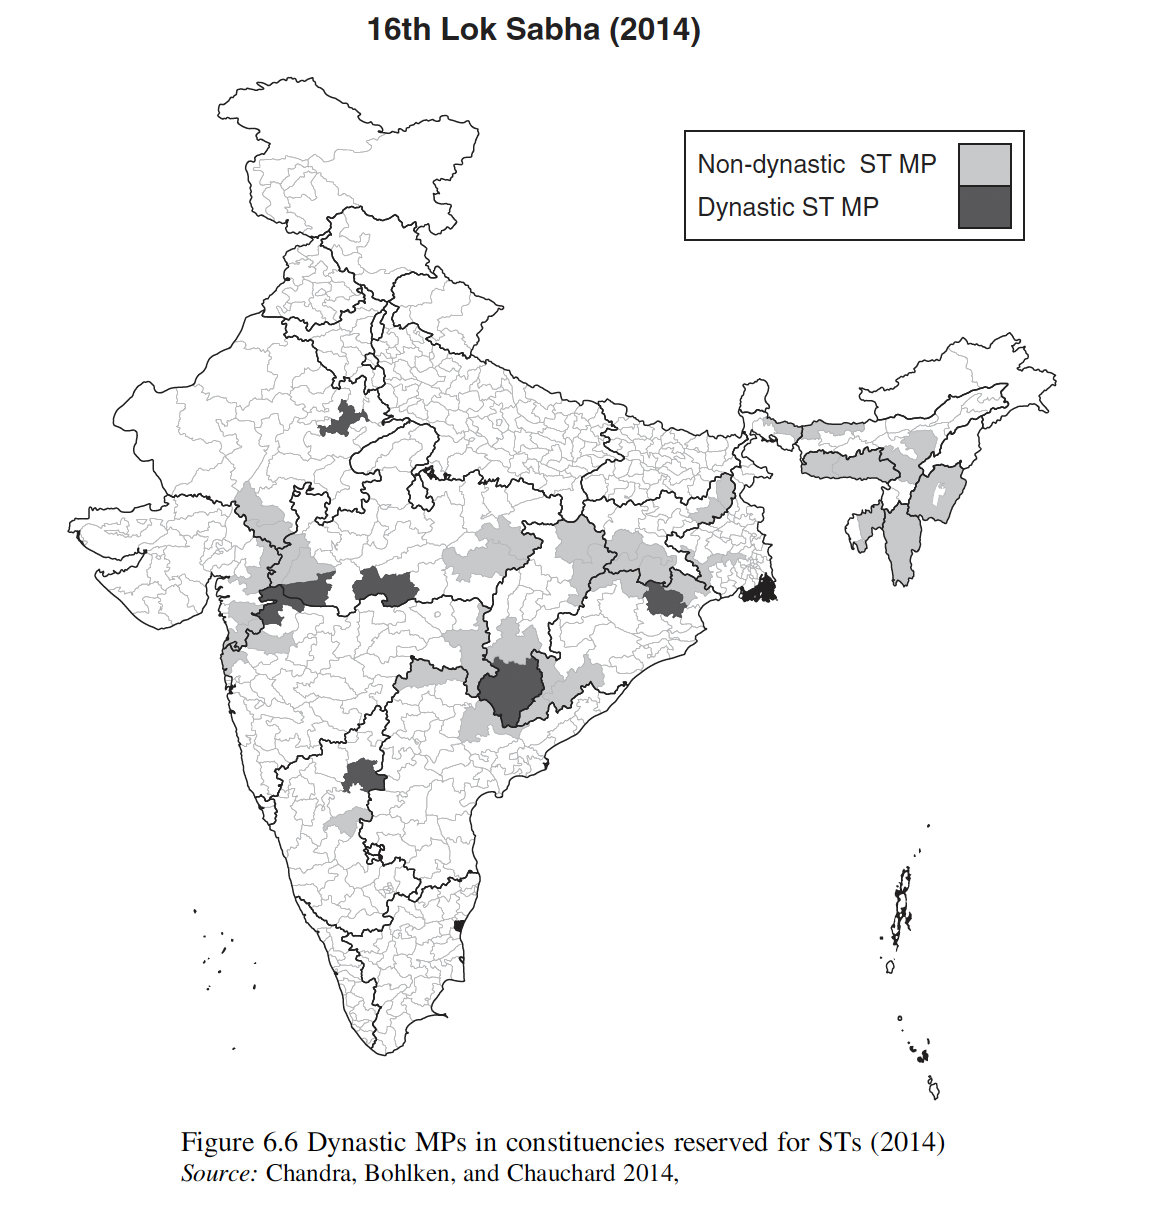 16th Lok Sabha (2014)
Non-dynastic ST MP
Dynastic ST MP
Figure 6.6 Dynastic MPs in constituencies reserved for STs (2014)
Source: Chandra, Bohlken, and Chauchard 2014,